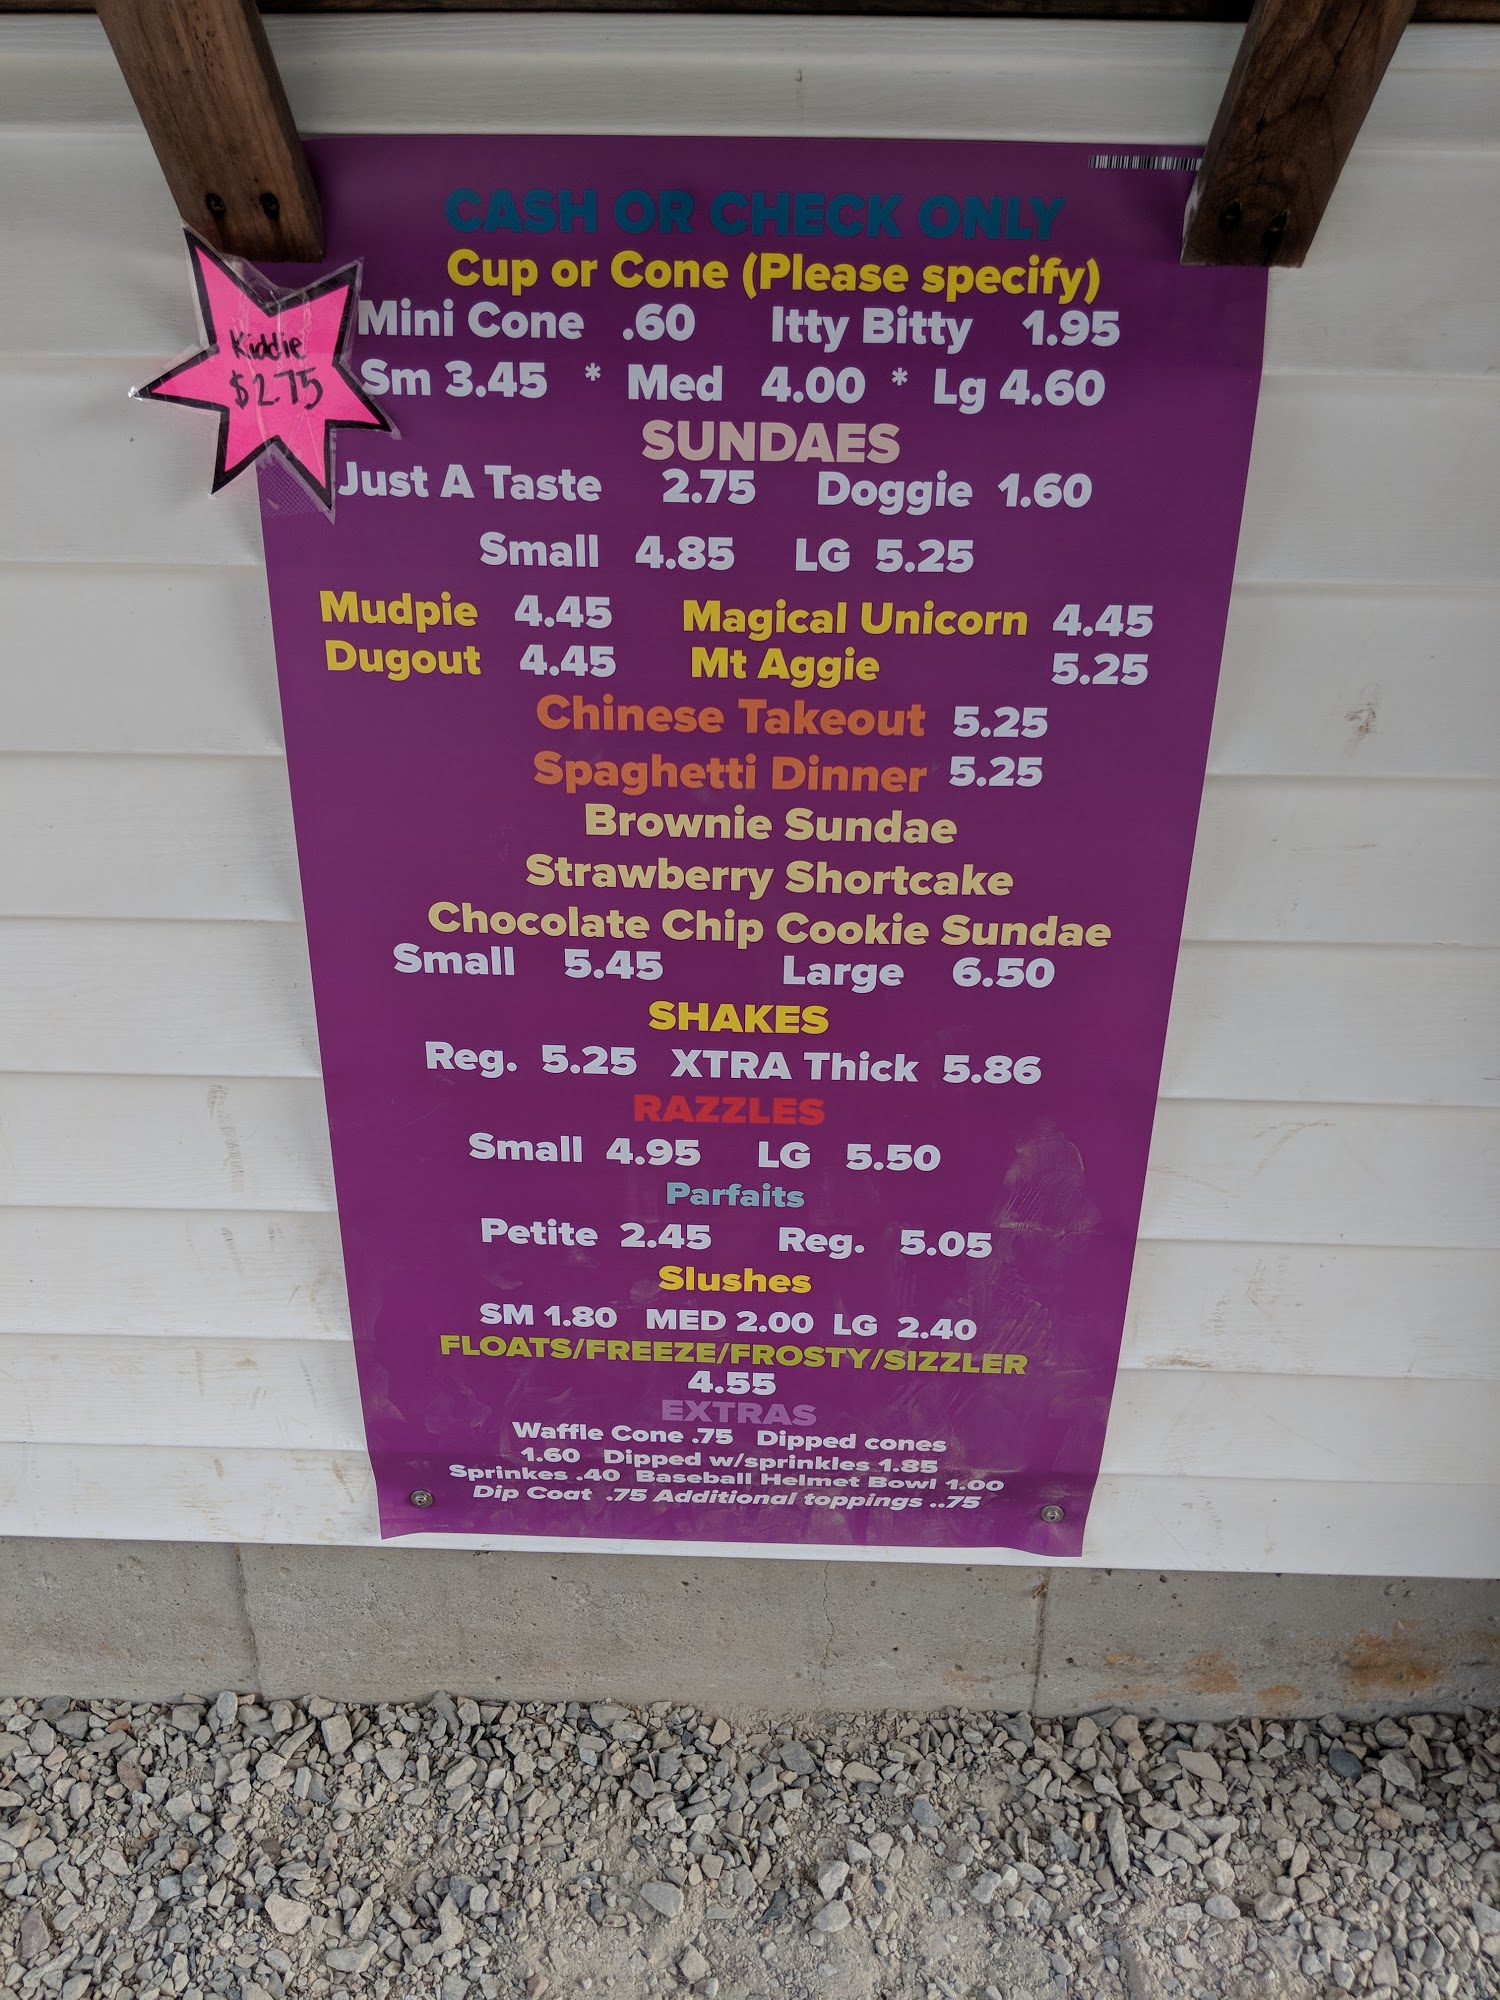 CASH OR CHECK ONLY
Cup or Cone (Please specify)
Mini Cone .60 Itty Bitty 1.95
Kiddie
$2.75
Sm 3.45 * Med 4.00 * Lg 4.60
SUNDAES
Just A Taste 2.75 Doggie 1.60
Small 4.85 LG 5.25
Mudpie 4.45 Magical Unicorn 4.45
Dugout 4.45 Mt Aggie 5.25
Chinese Takeout 5.25
Spaghetti Dinner 5.25
Brownie Sundae
Strawberry Shortcake
Chocolate Chip Cookie Sundae
Small 5.45 Large 6.50
SHAKES
Reg. 5.25 XTRA Thick 5.86
RAZZLES
Small 4.95 LG 5.50
Parfaits
Petite 2.45 Reg. 5.05
Slushes
SM 1.80 MED 2.00 LG 2.40
FLOATS/FREEZE/FROSTY/SIZZLER
4.55
EXTRAS
Waffle Cone .75 Dipped cones
1.60 Dipped w/sprinkles 1.85
Sprinkes .40 Baseball Helmet Bowl 1.00
Dip Coat .75 Additional toppings ..75